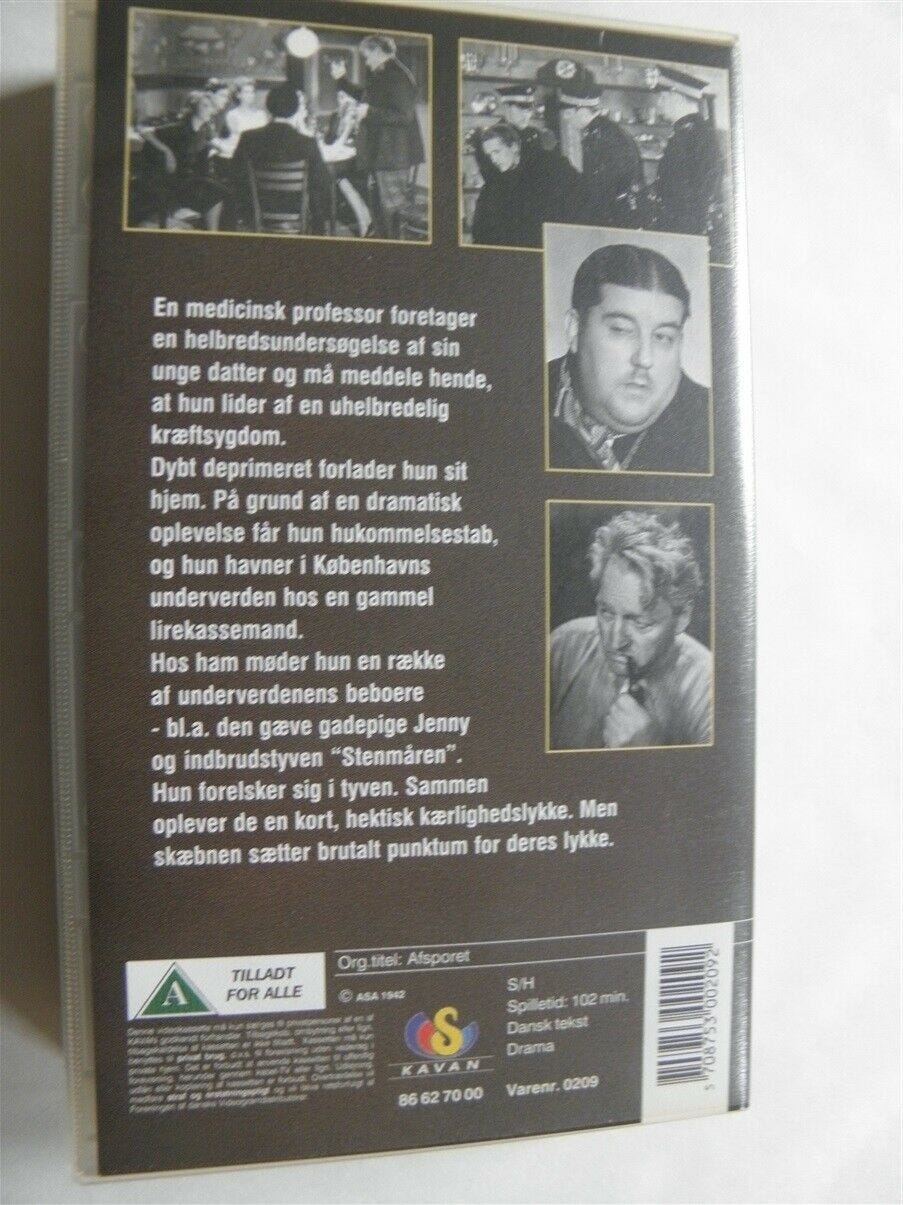 En medicinsk professor foretager
en helbredsundersøgelse af sin
unge datter og må meddele hende,
at hun lider af en uhelbredelig
kræftsygdom.
Dybt deprimeret forlader hun sit
hjem. På grund af en dramatisk
oplevelse får hun hukommelsestab,
og hun havner i Københavns
underverden hos en gammel
lirekassemand.
Hos ham møder hun en række
af underverdenens beboere
- bl.a. den gæve gadepige Jenny
og indbrudstyven “Stenmåren”.
Hun forelsker sig i tyven. Sammen
oplever de en kort, hektisk kærlighedslykke. Men
skæbnen sætter brutalt punktum for deres lykke.
A
TILLADT
FOR ALLE
Org.titel: Afsporet
© ASA 1942
S
KAVAN
86 62 70 00
S/H
Spilletid: 102 min.
Dansk tekst
Drama
Varenr. 0209
5 708753 002092